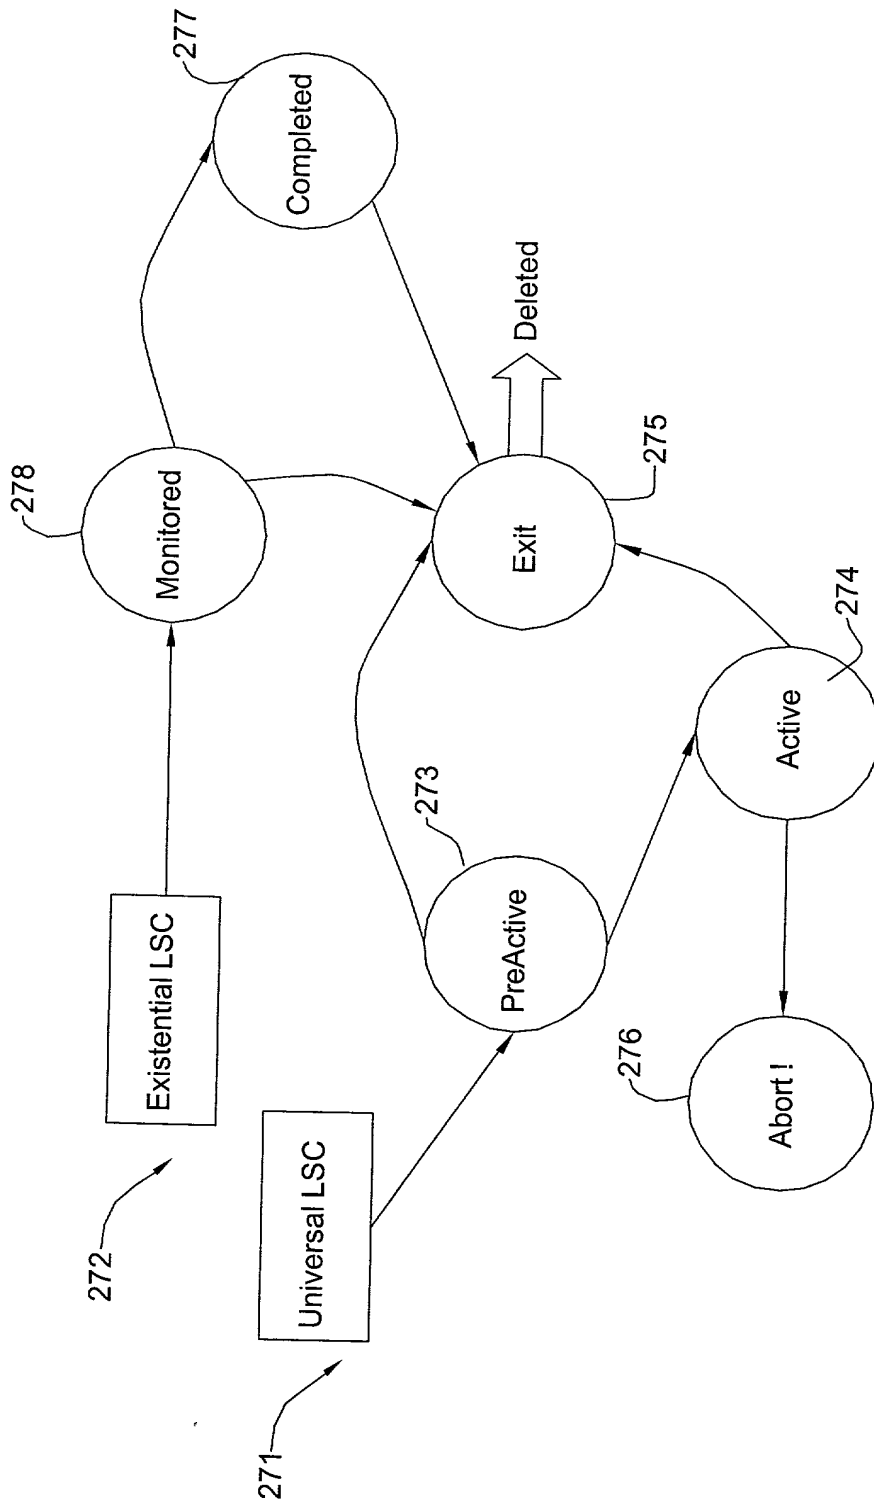 272
Existential LSC
278
Monitored
277
Completed
271
Universal LSC
273
PreActive
Exit
275
Deleted
276
Abort !
Active
274